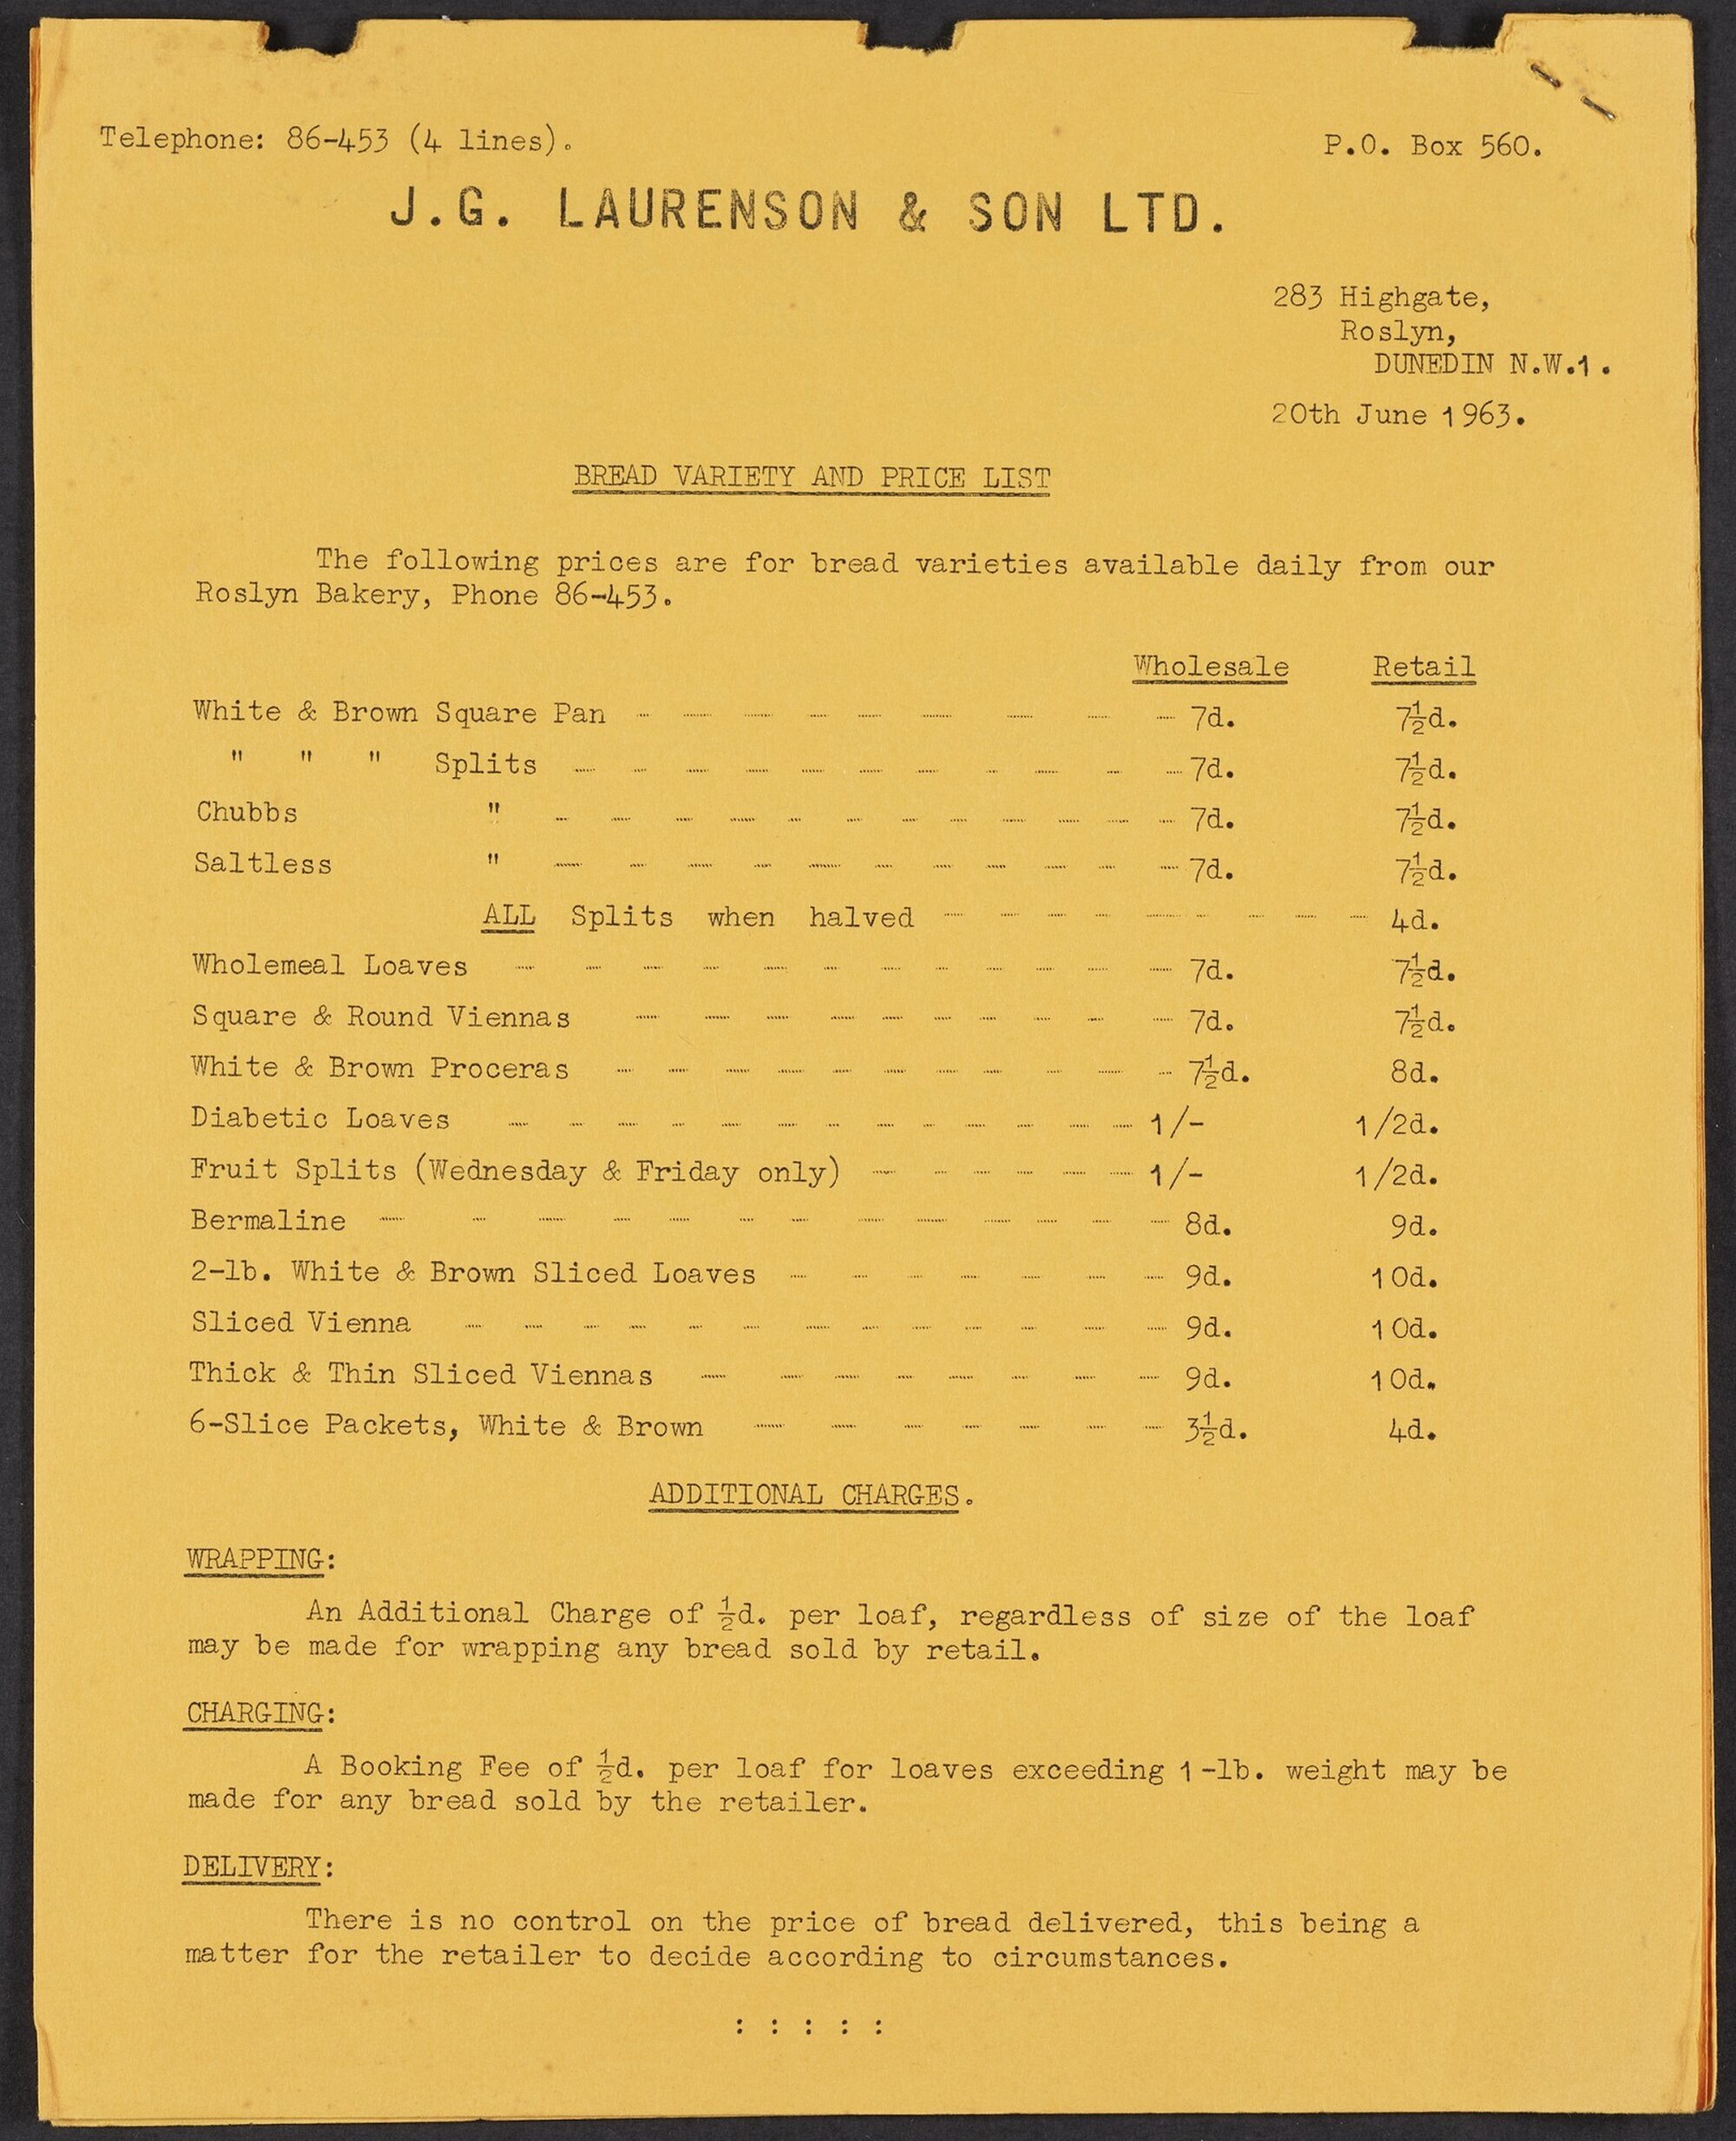 Telephone: 86-453 (4 lines). P.O. Box 560.
J.G. LAURENSON & SON LTD.
283 Highgate,
Roslyn,
DUNEDIN N.W.1.
20th June 1963.
BREAD VARIETY AND PRICE LIST
The following prices are for bread varieties available daily from our
Roslyn Bakery, Phone 86-453.
Wholesale Retail
White & Brown Square Pan 7d. 7½d.
" " " Splits 7d. 7½d.
Chubbs " 7d. 7½d.
Saltless " 7d. 7½d.
ALL Splits when halved 4d.
Wholemeal Loaves 7d. 7½d.
Square & Round Viennas 7d. 7½d.
White & Brown Proceras 7½d. 8d.
Diabetic Loaves 1/- 1/2d.
Fruit Splits (Wednesday & Friday only) 1/- 1/2d.
Bermaline 8d. 9d.
2-lb. White & Brown Sliced Loaves 9d. 10d.
Sliced Vienna 9d. 10d.
Thick & Thin Sliced Viennas 9d. 10d.
6-Slice Packets, White & Brown 3½d. 4d.
ADDITIONAL CHARGES.
WRAPPING:
An Additional Charge of ½d. per loaf, regardless of size of the loaf
may be made for wrapping any bread sold by retail.
CHARGING:
A Booking Fee of ½d. per loaf for loaves exceeding 1-lb. weight may be
made for any bread sold by the retailer.
DELIVERY:
There is no control on the price of bread delivered, this being a
matter for the retailer to decide according to circumstances.
: : : : :